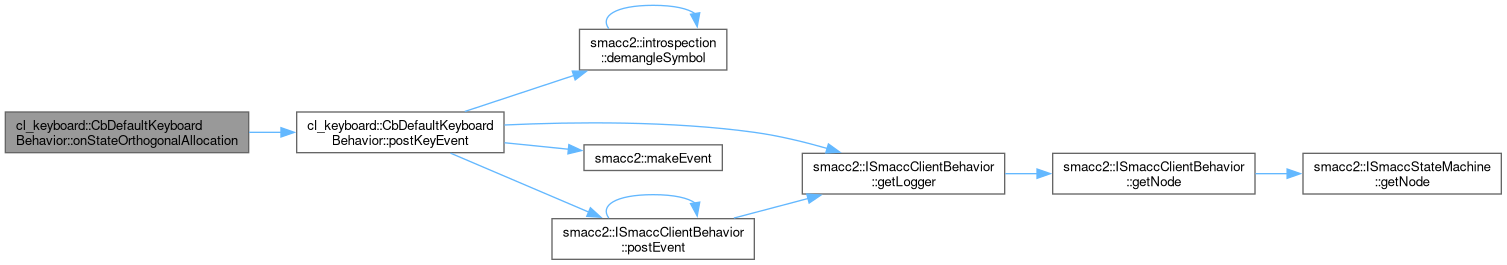 cl_keyboard::CbDefaultKeyboard
Behavior::onStateOrthogonalAllocation
cl_keyboard::CbDefaultKeyboard
Behavior::postKeyEvent
smacc2::introspection
::demangleSymbol
smacc2::makeEvent
smacc2::ISmaccClientBehavior
::postEvent
smacc2::ISmaccClientBehavior
::getLogger
smacc2::ISmaccClientBehavior
::getNode
smacc2::ISmaccStateMachine
::getNode